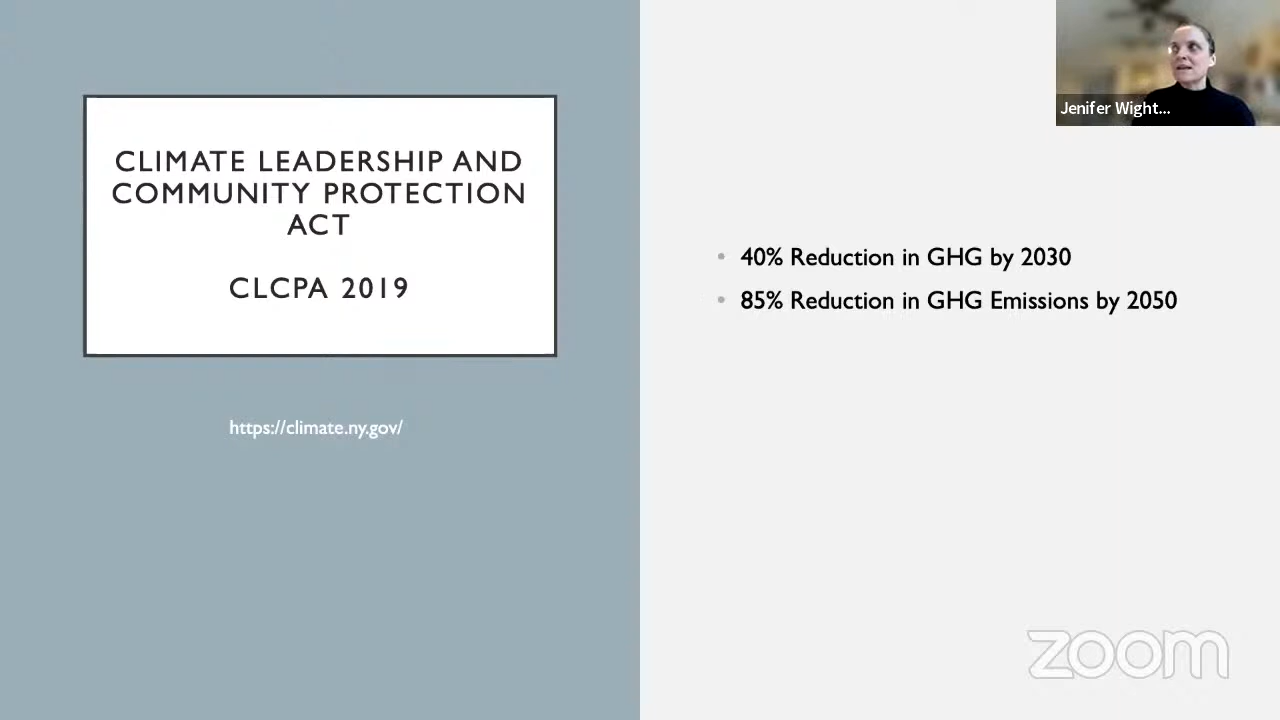 CLIMATE LEADERSHIP AND
COMMUNITY PROTECTION
ACT
CLCPA 2019
https://climate.ny.gov/
• 40% Reduction in GHG by 2030
• 85% Reduction in GHG Emissions by 2050
Jenifer Wight...
zoom